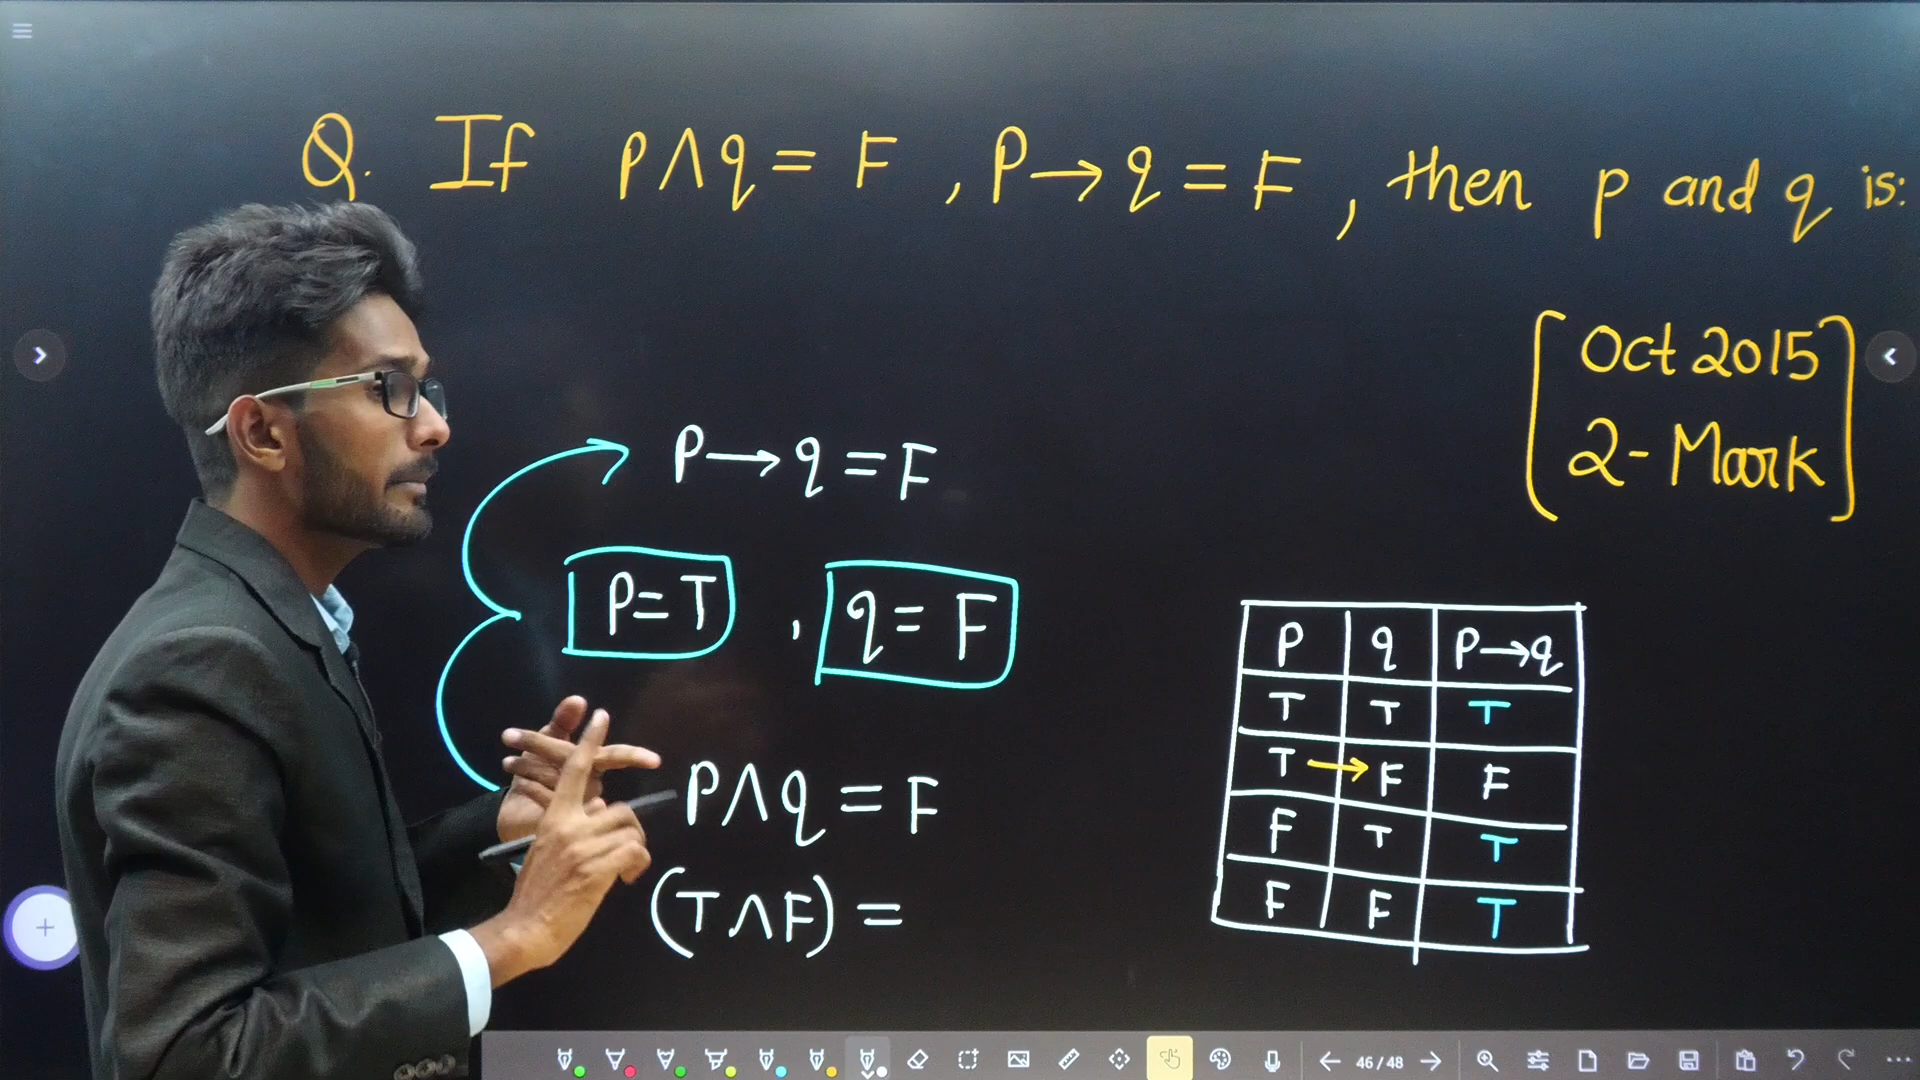 Q. If p∧q = F, P→q = F, then p and q is:
[Oct 2015
2-Mark]
P→q = F
P=T, q= F
P∧q = F
(T∧F) =
P q P→q
T T T
T → F F
F T T
F F T
46 / 48